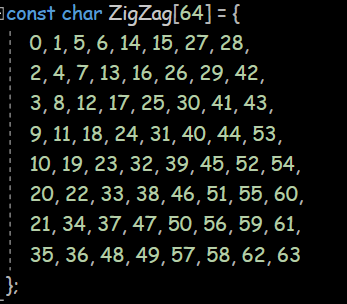 const char ZigZag[64] = {
0, 1, 5, 6, 14, 15, 27, 28,
2, 4, 7, 13, 16, 26, 29, 42,
3, 8, 12, 17, 25, 30, 41, 43,
9, 11, 18, 24, 31, 40, 44, 53,
10, 19, 23, 32, 39, 45, 52, 54,
20, 22, 33, 38, 46, 51, 55, 60,
21, 34, 37, 47, 50, 56, 59, 61,
35, 36, 48, 49, 57, 58, 62, 63
};